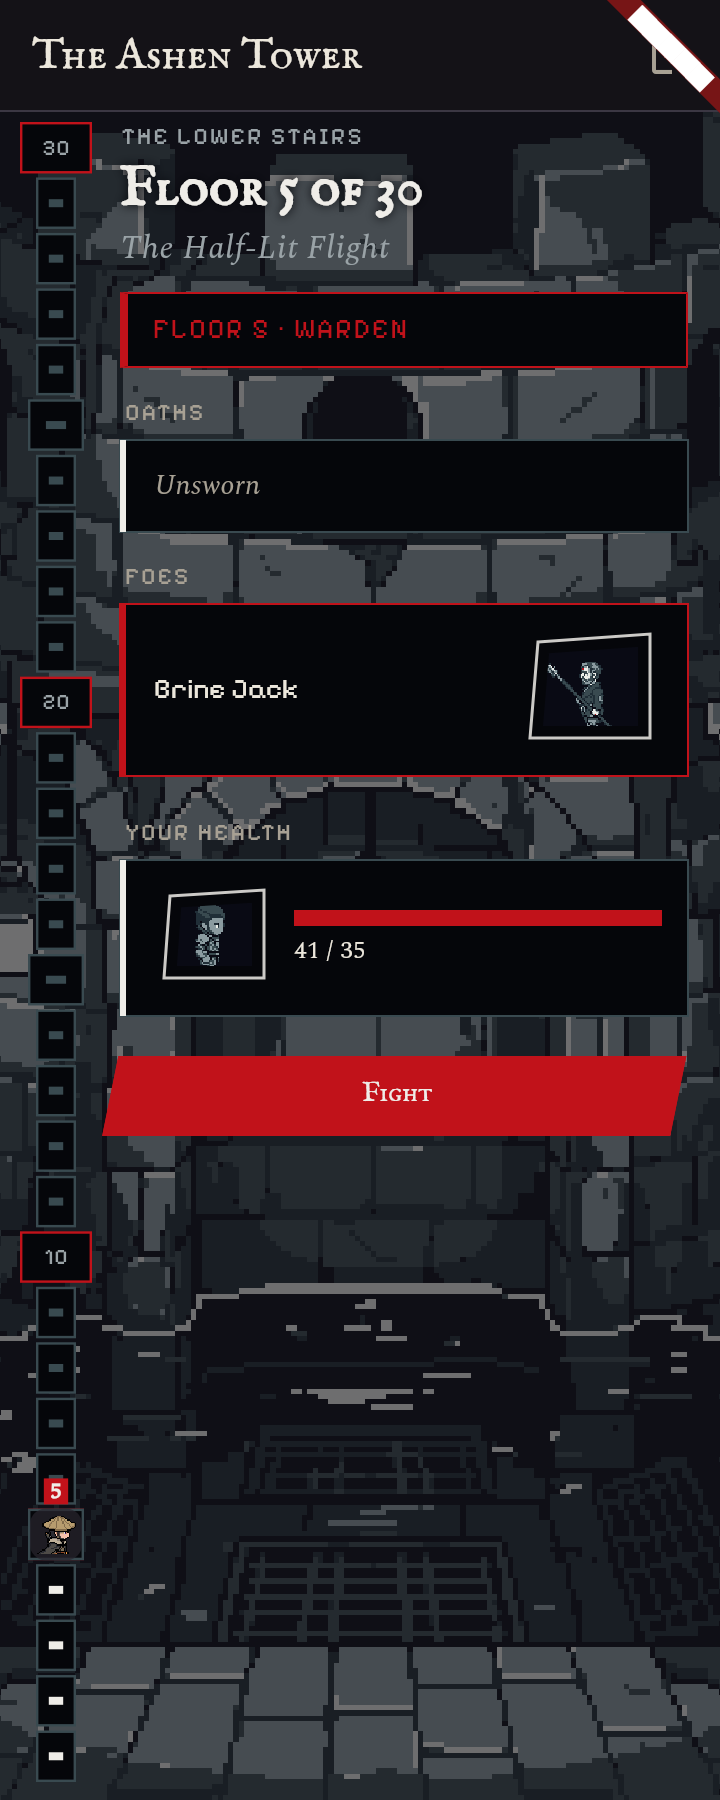 The Ashen Tower
30
THE LOWER STAIRS
Floor 5 of 30
The Half-Lit Flight
FLOOR 5 · WARDEN
OATHS
Unsworn
FOES
Brine Jack
20
YOUR HEALTH
41 / 35
Fight
10
5